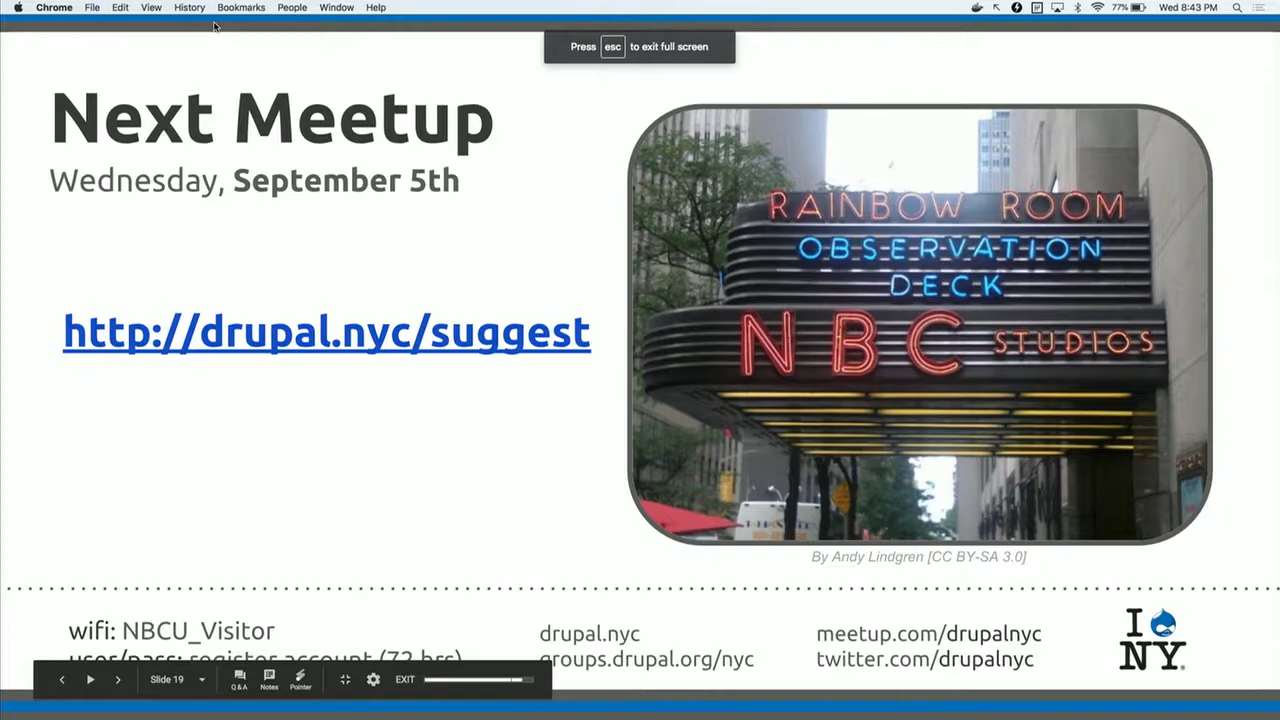 Chrome File Edit View History Bookmarks People Window Help 77% Wed 8:43 PM
Press esc to exit full screen
Next Meetup
Wednesday, September 5th
http://drupal.nyc/suggest
RAINBOW ROOM
OBSERVATION
DECK
NBC STUDIOS
By Andy Lindgren [CC BY-SA 3.0]
wifi: NBCU_Visitor
user/pass: register account (72 hrs)
drupal.nyc
groups.drupal.org/nyc
meetup.com/drupalnyc
twitter.com/drupalnyc
I NY
Slide 19 Q&A Notes Pointer EXIT